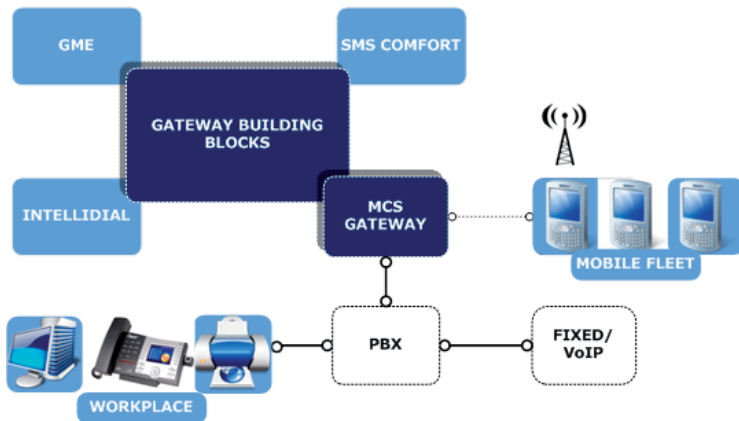 GME
SMS COMFORT
GATEWAY BUILDING
BLOCKS
INTELLIDIAL
MCS
GATEWAY
MOBILE FLEET
PBX
FIXED/
VoIP
WORKPLACE